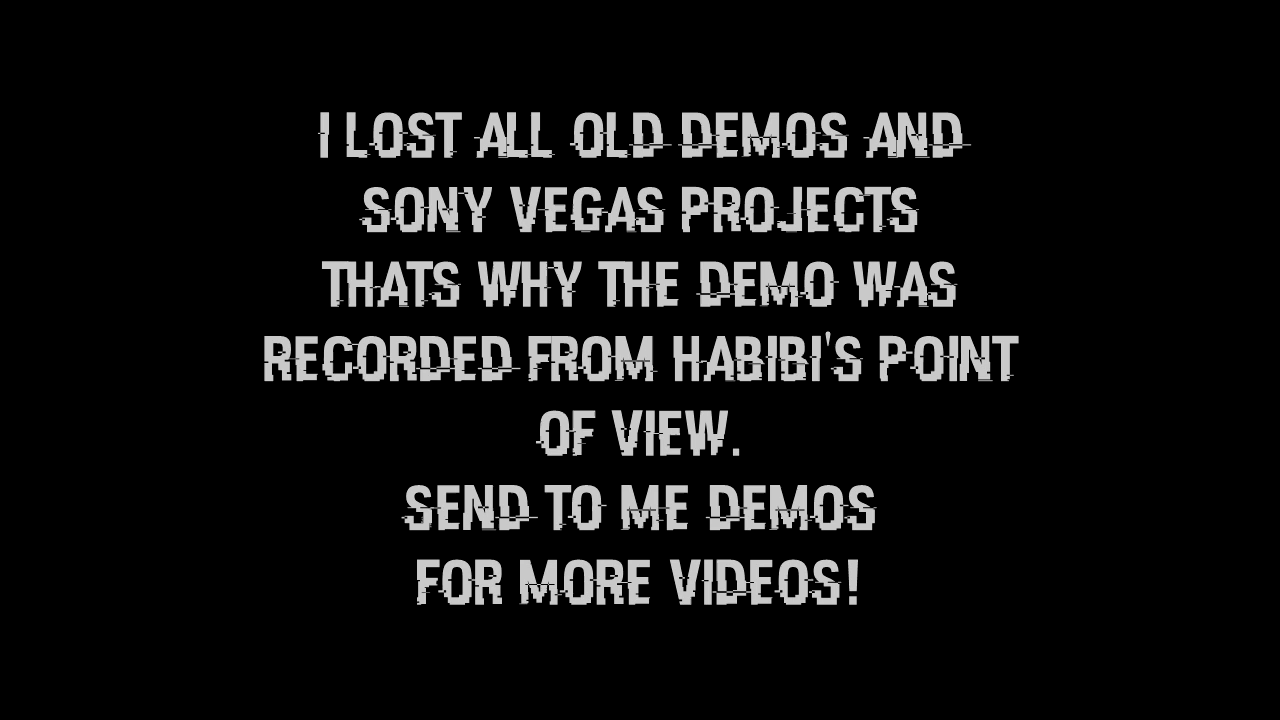 I LOST ALL OLD DEMOS AND
SONY VEGAS PROJECTS
THATS WHY THE DEMO WAS
RECORDED FROM HABIBI'S POINT
OF VIEW.
SEND TO ME DEMOS
FOR MORE VIDEOS!